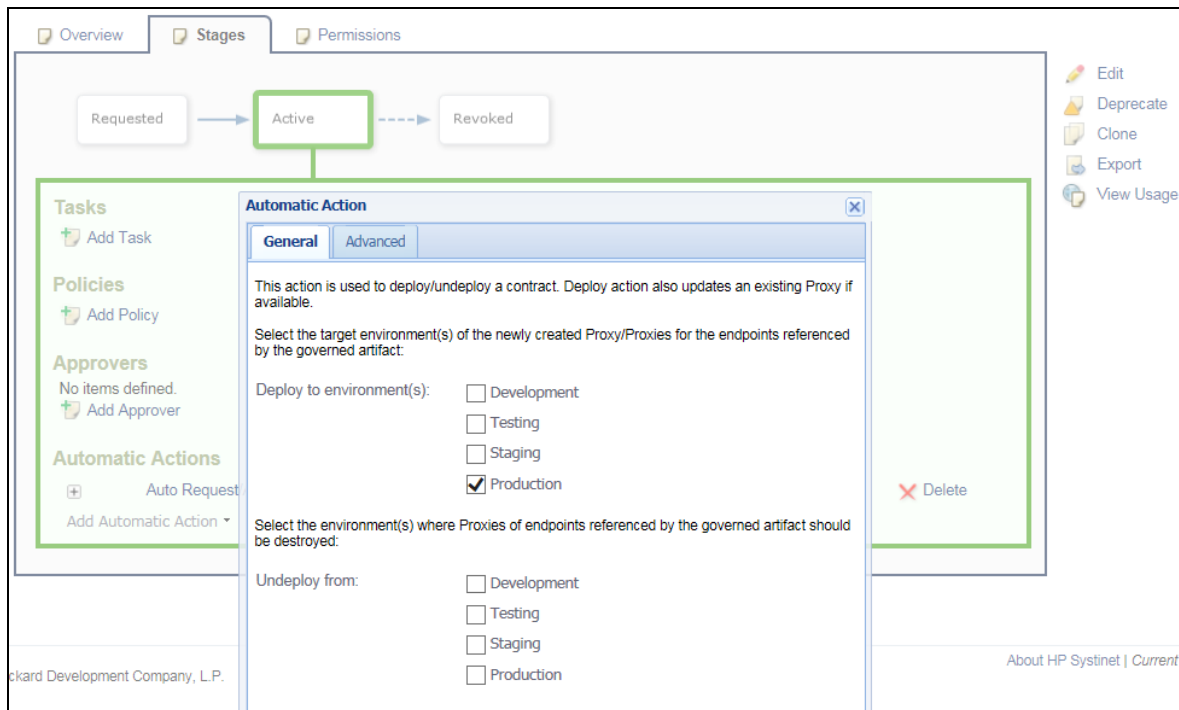 Overview
Stages
Permissions
Edit
Deprecate
Clone
Export
View Usage
Requested
Active
Revoked
Tasks
Add Task
Policies
Add Policy
Approvers
No items defined.
Add Approver
Automatic Actions
Auto Request
Add Automatic Action
Delete
Automatic Action
General
Advanced
This action is used to deploy/undeploy a contract. Deploy action also updates an existing Proxy if
available.
Select the target environment(s) of the newly created Proxy/Proxies for the endpoints referenced
by the governed artifact:
Deploy to environment(s):
Development
Testing
Staging
Production
Select the environment(s) where Proxies of endpoints referenced by the governed artifact should
be destroyed:
Undeploy from:
Development
Testing
Staging
Production
ckard Development Company, L.P.
About HP Systinet | Current